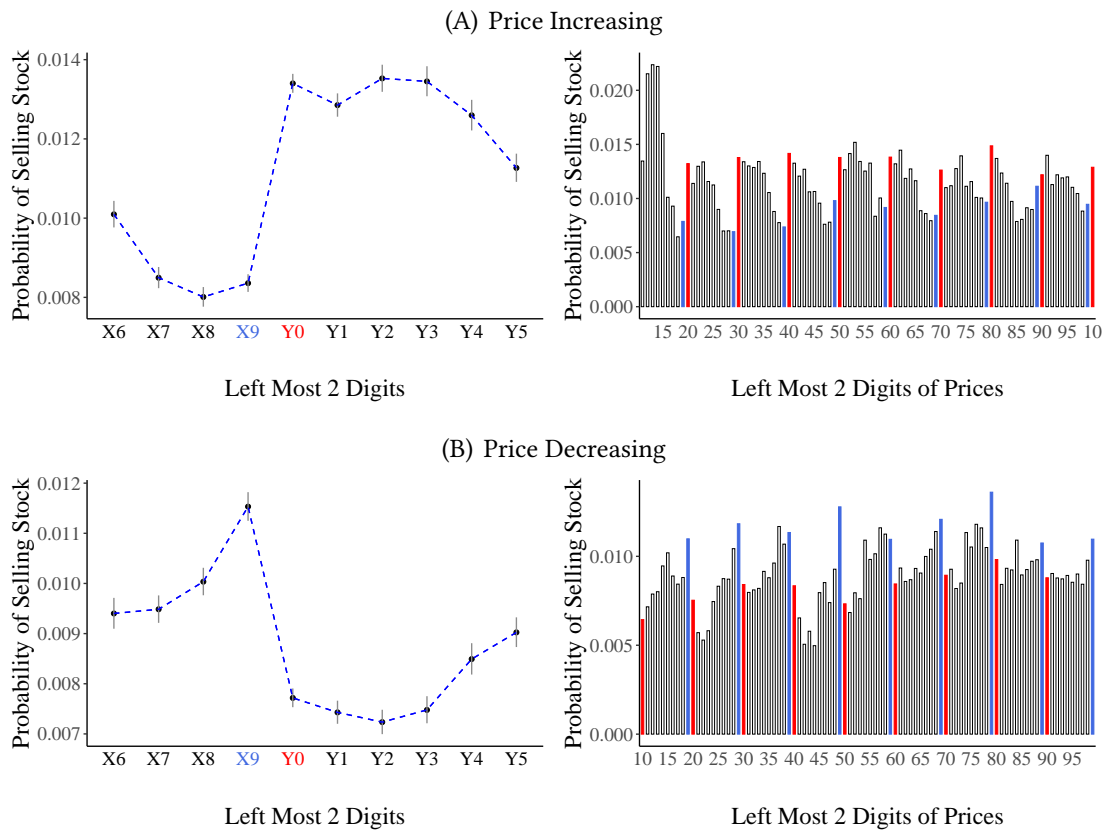 (A) Price Increasing
Probability of Selling Stock
0.014
0.012
0.010
0.008
X6 X7 X8 X9 Y0 Y1 Y2 Y3 Y4 Y5
Left Most 2 Digits
Probability of Selling Stock
0.020
0.015
0.010
0.005
0.000
15 20 25 30 35 40 45 50 55 60 65 70 75 80 85 90 95 10
Left Most 2 Digits of Prices
(B) Price Decreasing
Probability of Selling Stock
0.012
0.011
0.010
0.009
0.008
0.007
X6 X7 X8 X9 Y0 Y1 Y2 Y3 Y4 Y5
Left Most 2 Digits
Probability of Selling Stock
0.010
0.005
0.000
10 15 20 25 30 35 40 45 50 55 60 65 70 75 80 85 90 95
Left Most 2 Digits of Prices